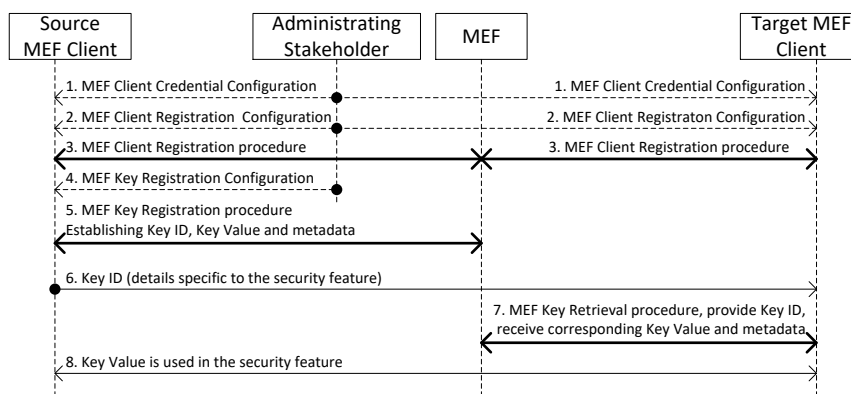 Source
MEF Client
Administrating
Stakeholder
MEF
Target MEF
Client
1. MEF Client Credential Configuration
1. MEF Client Credential Configuration
2. MEF Client Registration  Configuration
2. MEF Client Registraton Configuration
3. MEF Client Registration procedure
3. MEF Client Registration procedure
4. MEF Key Registration Configuration
5. MEF Key Registration procedure
Establishing Key ID, Key Value and metadata
6. Key ID (details specific to the security feature)
7. MEF Key Retrieval procedure, provide Key ID,
receive corresponding Key Value and metadata
8. Key Value is used in the security feature